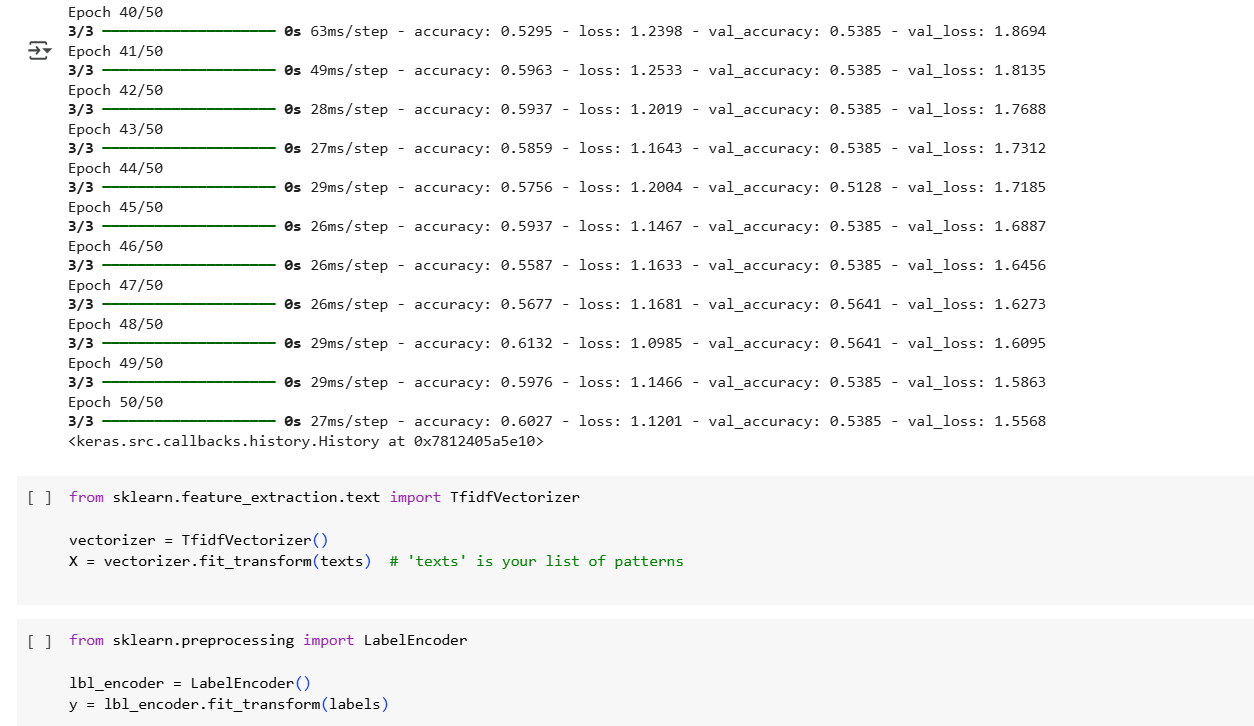 Epoch 40/50
3/3 ━━━━━━━━━━━━━━━━━━━━ 0s 63ms/step - accuracy: 0.5295 - loss: 1.2398 - val_accuracy: 0.5385 - val_loss: 1.8694
Epoch 41/50
3/3 ━━━━━━━━━━━━━━━━━━━━ 0s 49ms/step - accuracy: 0.5963 - loss: 1.2533 - val_accuracy: 0.5385 - val_loss: 1.8135
Epoch 42/50
3/3 ━━━━━━━━━━━━━━━━━━━━ 0s 28ms/step - accuracy: 0.5937 - loss: 1.2019 - val_accuracy: 0.5385 - val_loss: 1.7688
Epoch 43/50
3/3 ━━━━━━━━━━━━━━━━━━━━ 0s 27ms/step - accuracy: 0.5859 - loss: 1.1643 - val_accuracy: 0.5385 - val_loss: 1.7312
Epoch 44/50
3/3 ━━━━━━━━━━━━━━━━━━━━ 0s 29ms/step - accuracy: 0.5756 - loss: 1.2004 - val_accuracy: 0.5128 - val_loss: 1.7185
Epoch 45/50
3/3 ━━━━━━━━━━━━━━━━━━━━ 0s 26ms/step - accuracy: 0.5937 - loss: 1.1467 - val_accuracy: 0.5385 - val_loss: 1.6887
Epoch 46/50
3/3 ━━━━━━━━━━━━━━━━━━━━ 0s 26ms/step - accuracy: 0.5587 - loss: 1.1633 - val_accuracy: 0.5385 - val_loss: 1.6456
Epoch 47/50
3/3 ━━━━━━━━━━━━━━━━━━━━ 0s 26ms/step - accuracy: 0.5677 - loss: 1.1681 - val_accuracy: 0.5641 - val_loss: 1.6273
Epoch 48/50
3/3 ━━━━━━━━━━━━━━━━━━━━ 0s 29ms/step - accuracy: 0.6132 - loss: 1.0985 - val_accuracy: 0.5641 - val_loss: 1.6095
Epoch 49/50
3/3 ━━━━━━━━━━━━━━━━━━━━ 0s 29ms/step - accuracy: 0.5976 - loss: 1.1466 - val_accuracy: 0.5385 - val_loss: 1.5863
Epoch 50/50
3/3 ━━━━━━━━━━━━━━━━━━━━ 0s 27ms/step - accuracy: 0.6027 - loss: 1.1201 - val_accuracy: 0.5385 - val_loss: 1.5568
<keras.src.callbacks.history.History at 0x7812405a5e10>
[ ] from sklearn.feature_extraction.text import TfidfVectorizer
vectorizer = TfidfVectorizer()
X = vectorizer.fit_transform(texts)  # 'texts' is your list of patterns
[ ] from sklearn.preprocessing import LabelEncoder
lbl_encoder = LabelEncoder()
y = lbl_encoder.fit_transform(labels)